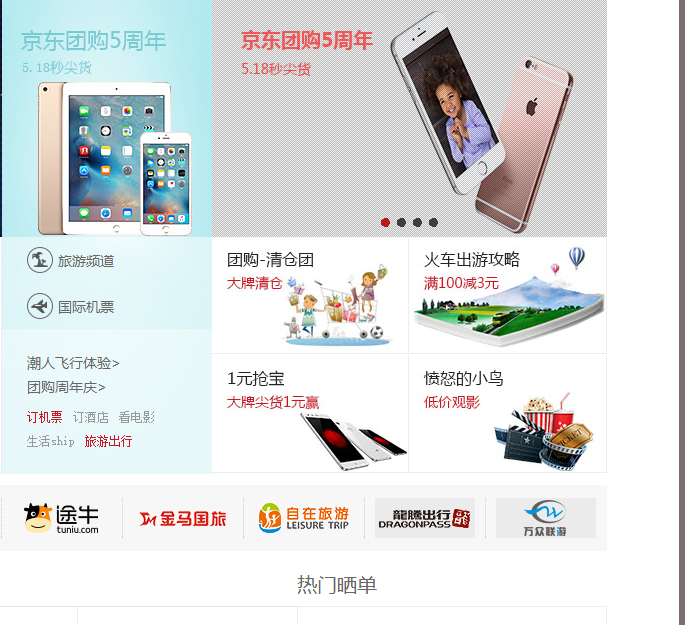 京东团购5周年
5.18秒尖货
京东团购5周年
5.18秒尖货
旅游频道
国际机票
潮人飞行体验>
团购周年庆>
订机票 订酒店 看电影
生活ship 旅游出行
团购-清仓团
大牌清仓
火车出游攻略
满100减3元
1元抢宝
大牌尖货1元赢
愤怒的小鸟
低价观影
TICKET
途牛
tuniu.com
金马国旅
自在旅游
LEISURE TRIP
龍騰出行
DRAGONPASS
万众联游
热门晒单